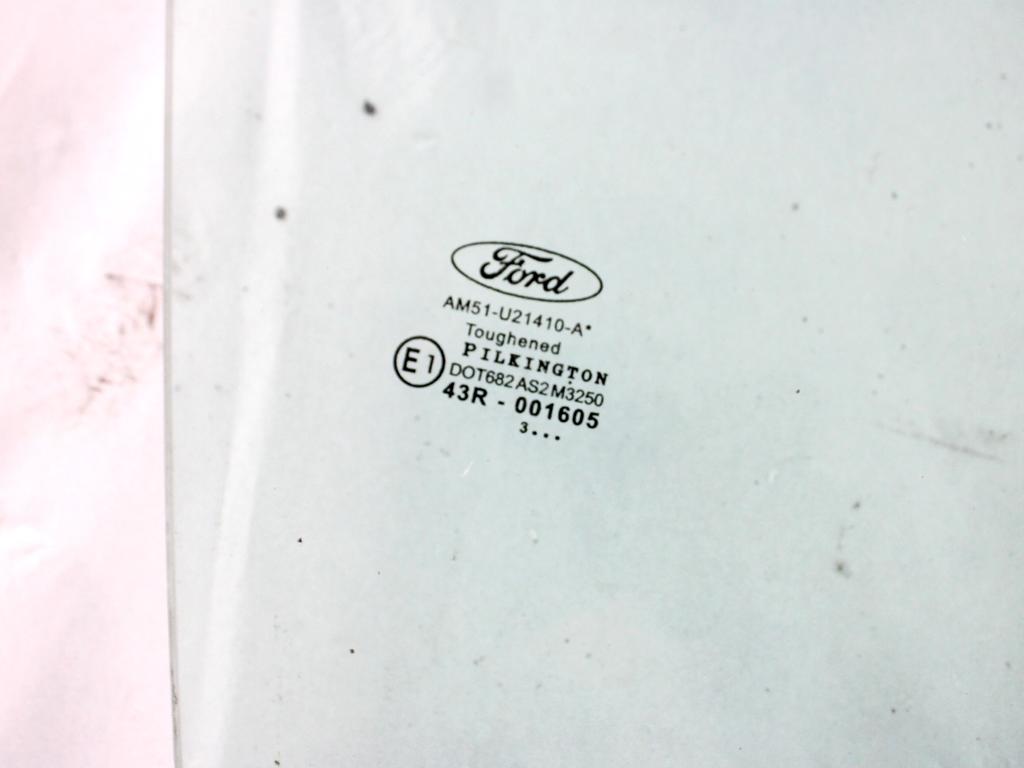 Ford
AM51-U21410-A*
Toughened
PILKINGTON
E1
DOT682 AS2 M3250
43R - 001605
3...